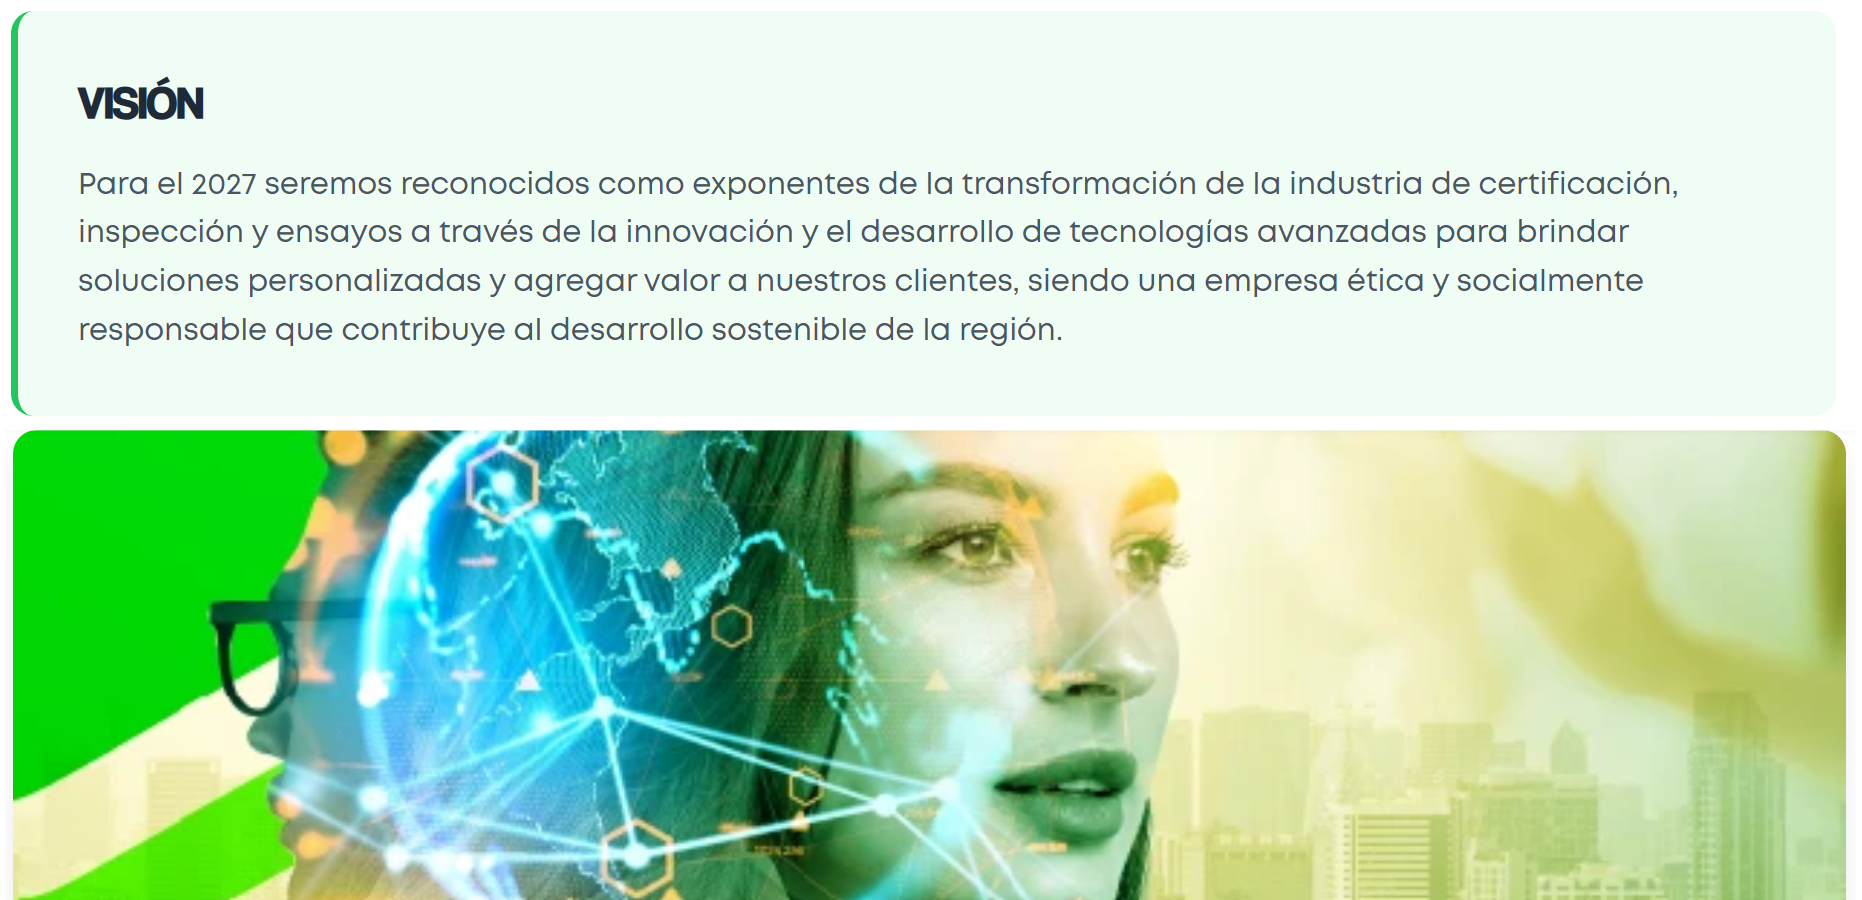 VISIÓN
Para el 2027 seremos reconocidos como exponentes de la transformación de la industria de certificación,
inspección y ensayos a través de la innovación y el desarrollo de tecnologías avanzadas para brindar
soluciones personalizadas y agregar valor a nuestros clientes, siendo una empresa ética y socialmente
responsable que contribuye al desarrollo sostenible de la región.